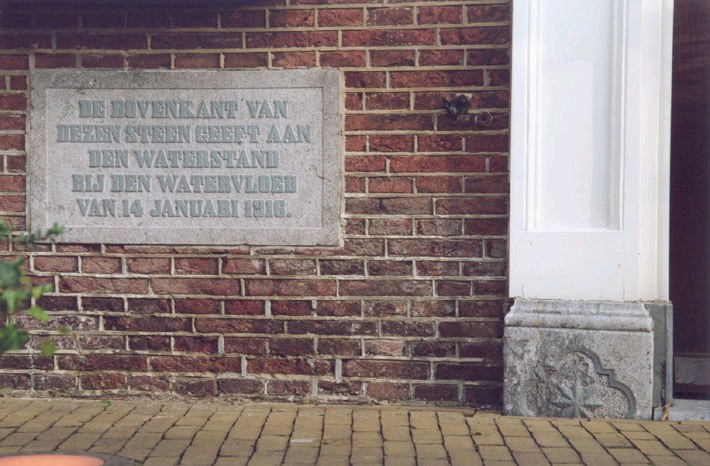 DE BOVENKANT VAN
DEZEN STEEN GEEFT AAN
DEN WATERSTAND
BIJ DEN WATERVLOED
VAN 14 JANUARI 1916.